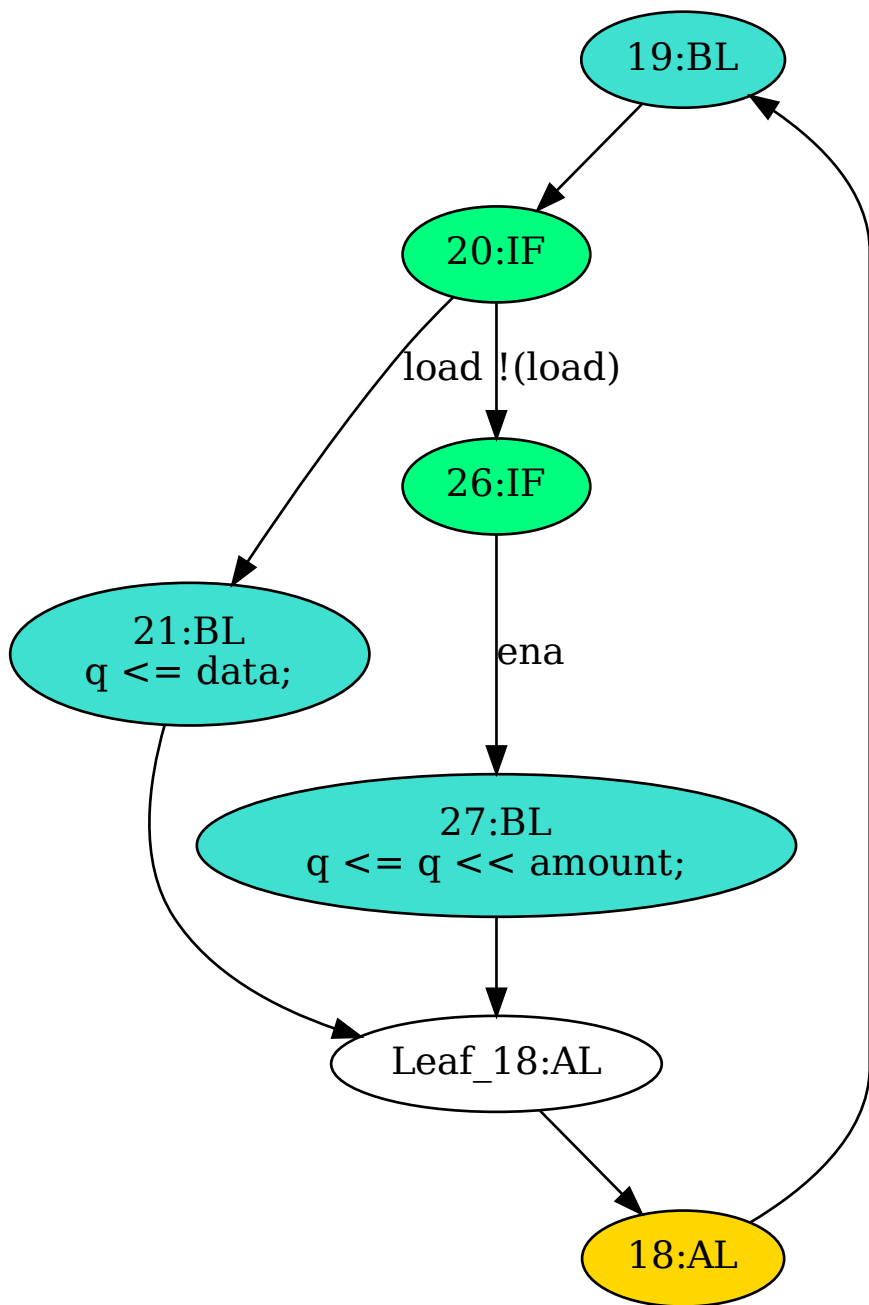 19:BL
20:IF
load
!(load)
26:IF
21:BL
q <= data;
ena
27:BL
q <= q << amount;
Leaf_18:AL
18:AL